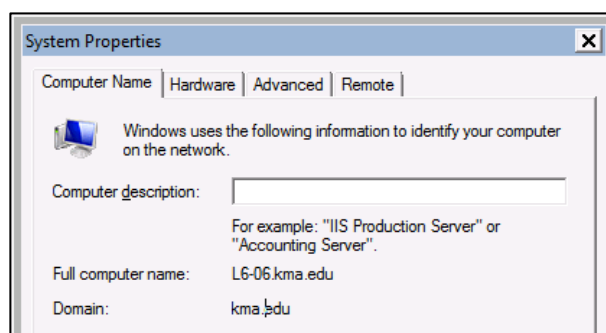 System Properties
Computer Name Hardware Advanced Remote
Windows uses the following information to identify your computer
on the network.
Computer description:
For example: "IIS Production Server" or
"Accounting Server".
Full computer name: L6-06.kma.edu
Domain: kma.edu